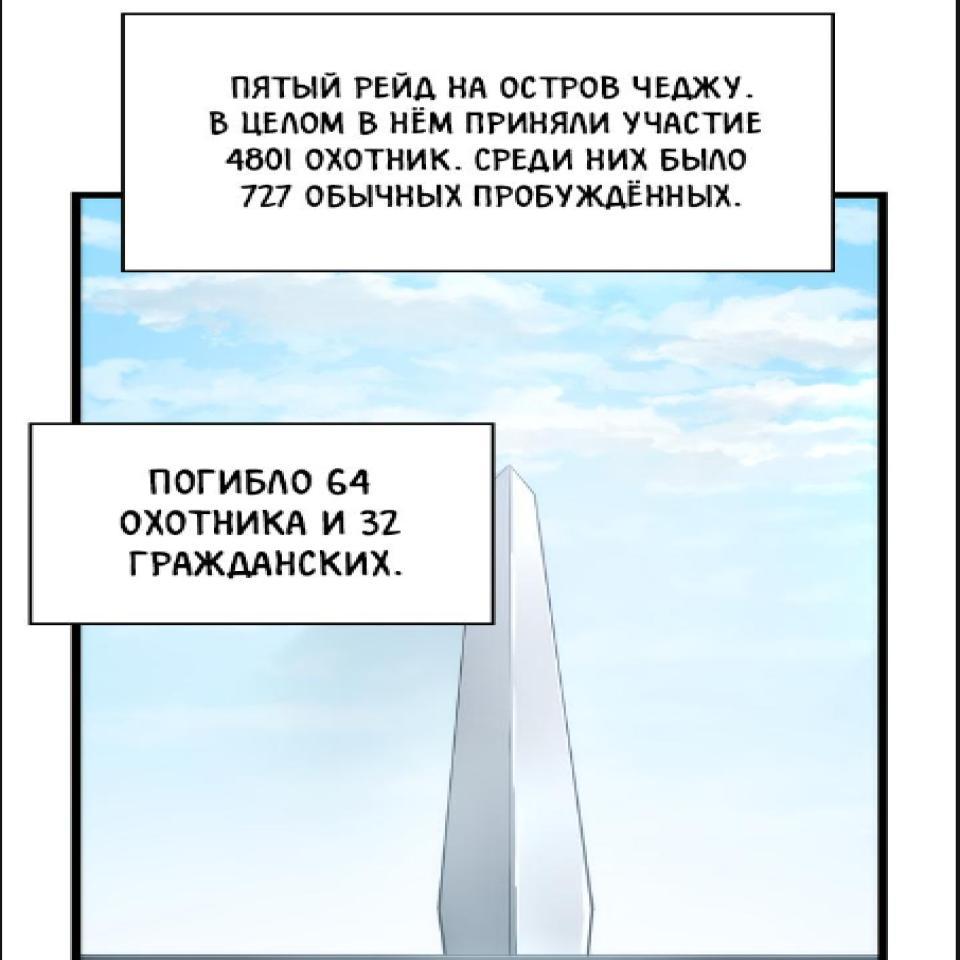 ПЯТЫЙ РЕЙД НА ОСТРОВ ЧЕДЖУ.
В ЦЕЛОМ В НЁМ ПРИНЯЛИ УЧАСТИЕ
4801 ОХОТНИК. СРЕДИ НИХ БЫЛО
727 ОБЫЧНЫХ ПРОБУЖДЁННЫХ.
ПОГИБЛО 64
ОХОТНИКА И 32
ГРАЖДАНСКИХ.